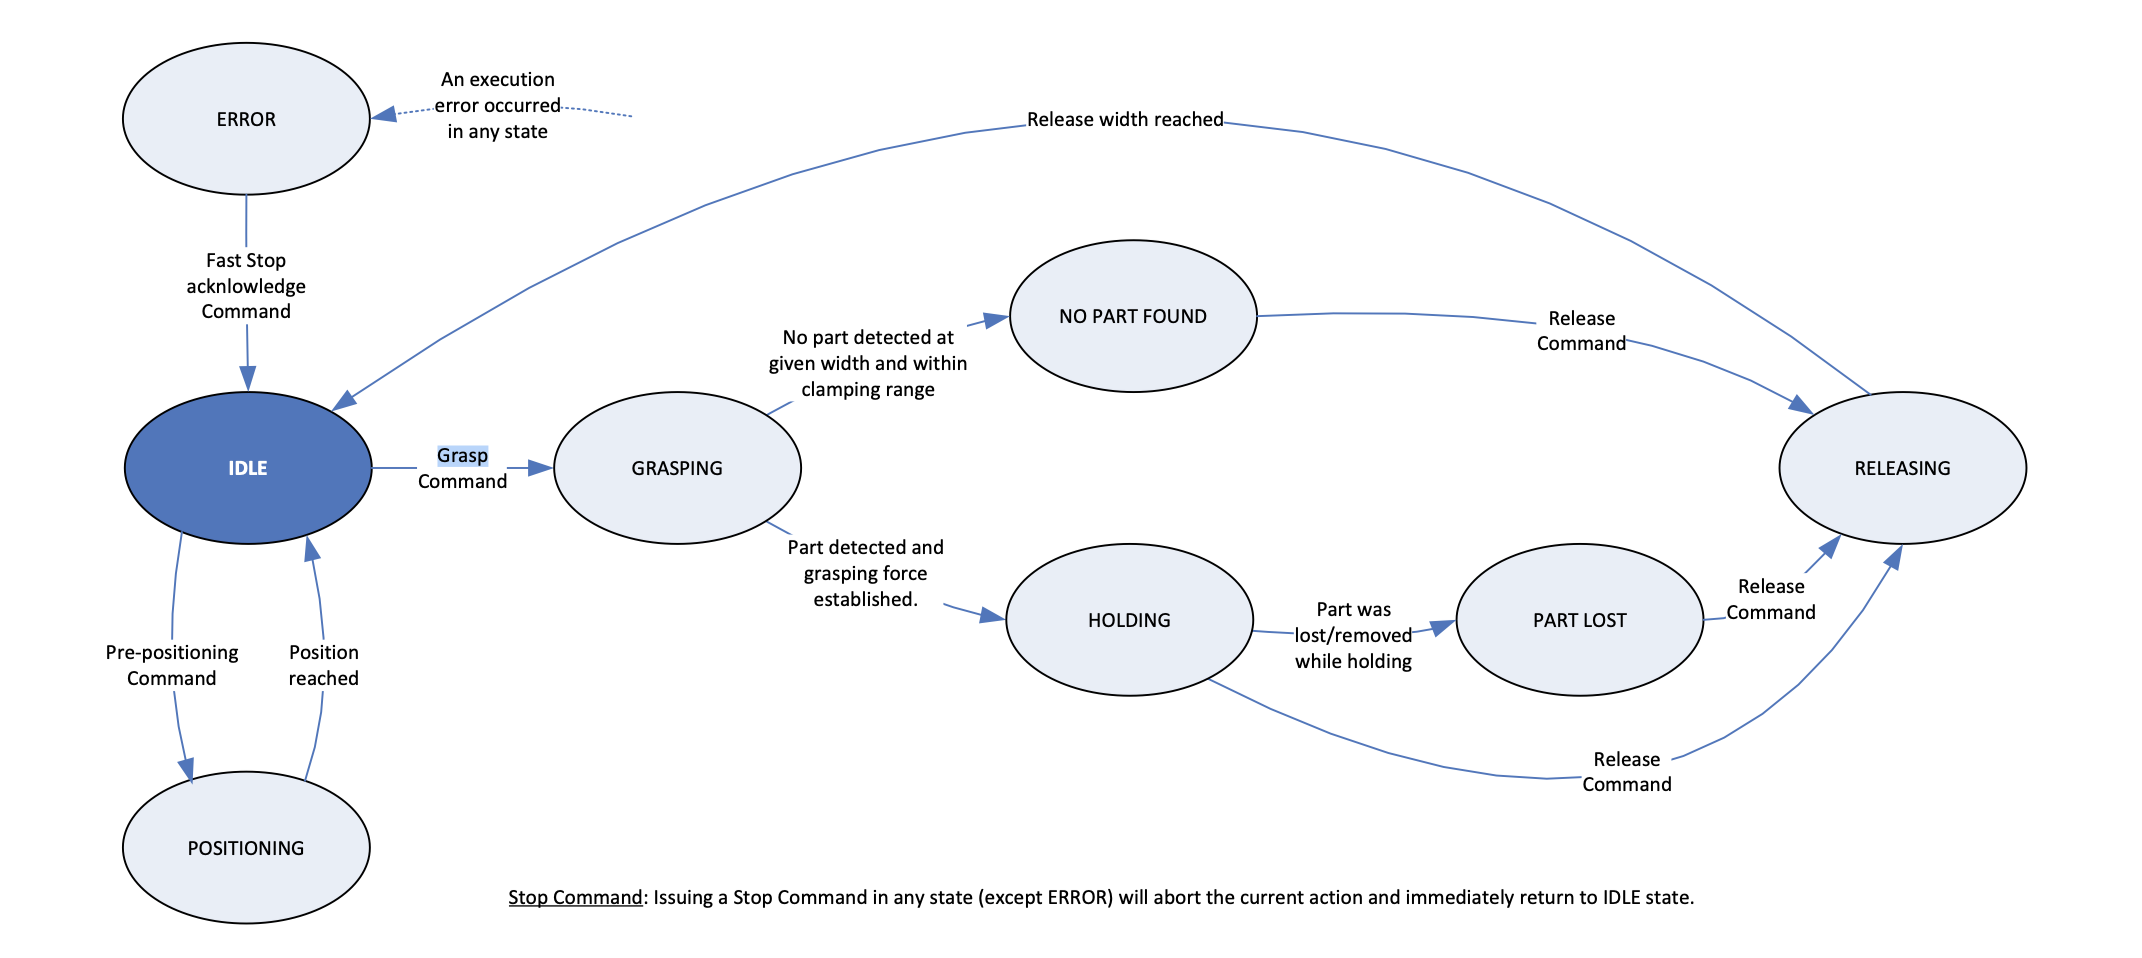 ERROR
An execution
error occurred
in any state
Release width reached
Fast Stop
acknlowledge
Command
NO PART FOUND
Release
Command
No part detected at
given width and within
clamping range
IDLE
Grasp
Command
GRASPING
RELEASING
Part detected and
grasping force
established.
HOLDING
Part was
lost/removed
while holding
PART LOST
Release
Command
Pre-positioning
Command
Position
reached
Release
Command
POSITIONING
Stop Command: Issuing a Stop Command in any state (except ERROR) will abort the current action and immediately return to IDLE state.